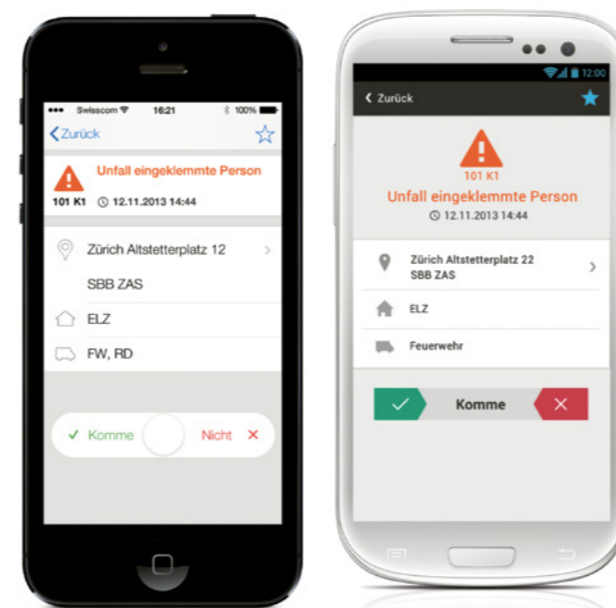 Swisscom 16:21 100%
Zurück
Unfall eingeklemmte Person
101 K1 12.11.2013 14:44
Zürich Altstetterplatz 12
SBB ZAS
ELZ
FW, RD
Komme Nicht
12:00
Zurück
101 K1
Unfall eingeklemmte Person
12.11.2013 14:44
Zürich Altstetterplatz 22
SBB ZAS
ELZ
Feuerwehr
Komme